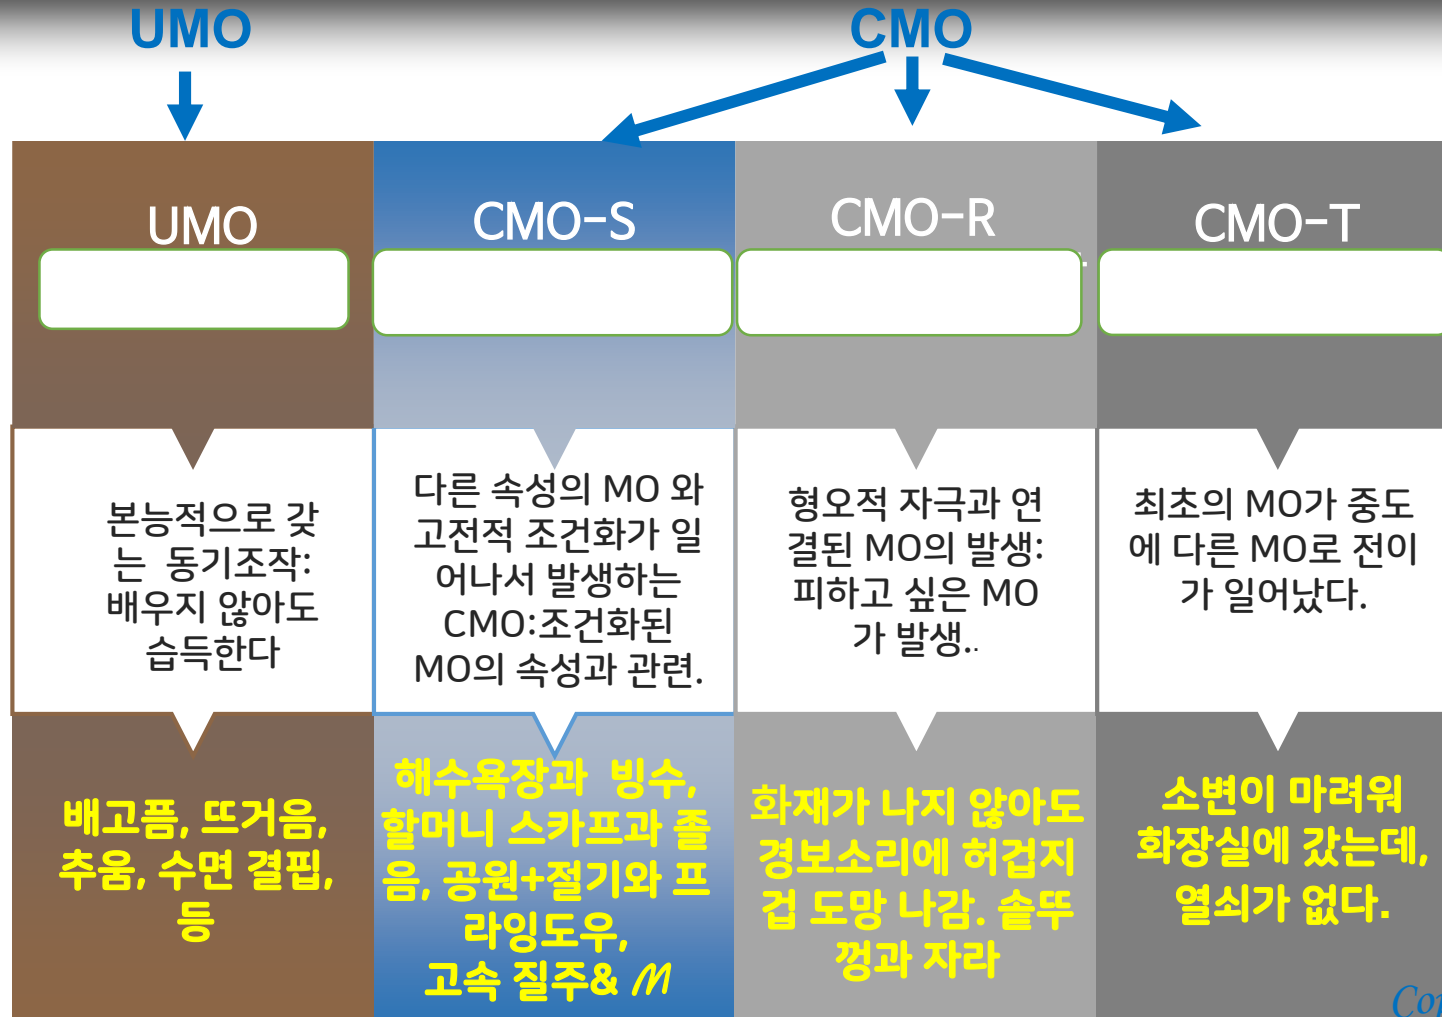 UMO
CMO
UMO
CMO-S
CMO-R
CMO-T
본능적으로 갖
는 동기조작:
배우지 않아도
습득한다
다른 속성의 MO 와
고전적 조건화가 일
어나서 발생하는
CMO:조건화된
MO의 속성과 관련.
형오적 자극과 연
결된 MO의 발생:
피하고 싶은 MO
가 발생..
최초의 MO가 중도
에 다른 MO로 전이
가 일어났다.
배고픔, 뜨거음,
추움, 수면 결핍,
등
해수욕장과 빙수,
할머니 스카프과 졸
음, 공원+절기와 프
라잉도우,
고속 질주& M
화재가 나지 않아도
경보소리에 허겁지
겁 도망 나감. 솥뚜
껑과 자라
소변이 마려워
화장실에 갔는데,
열쇠가 없다.